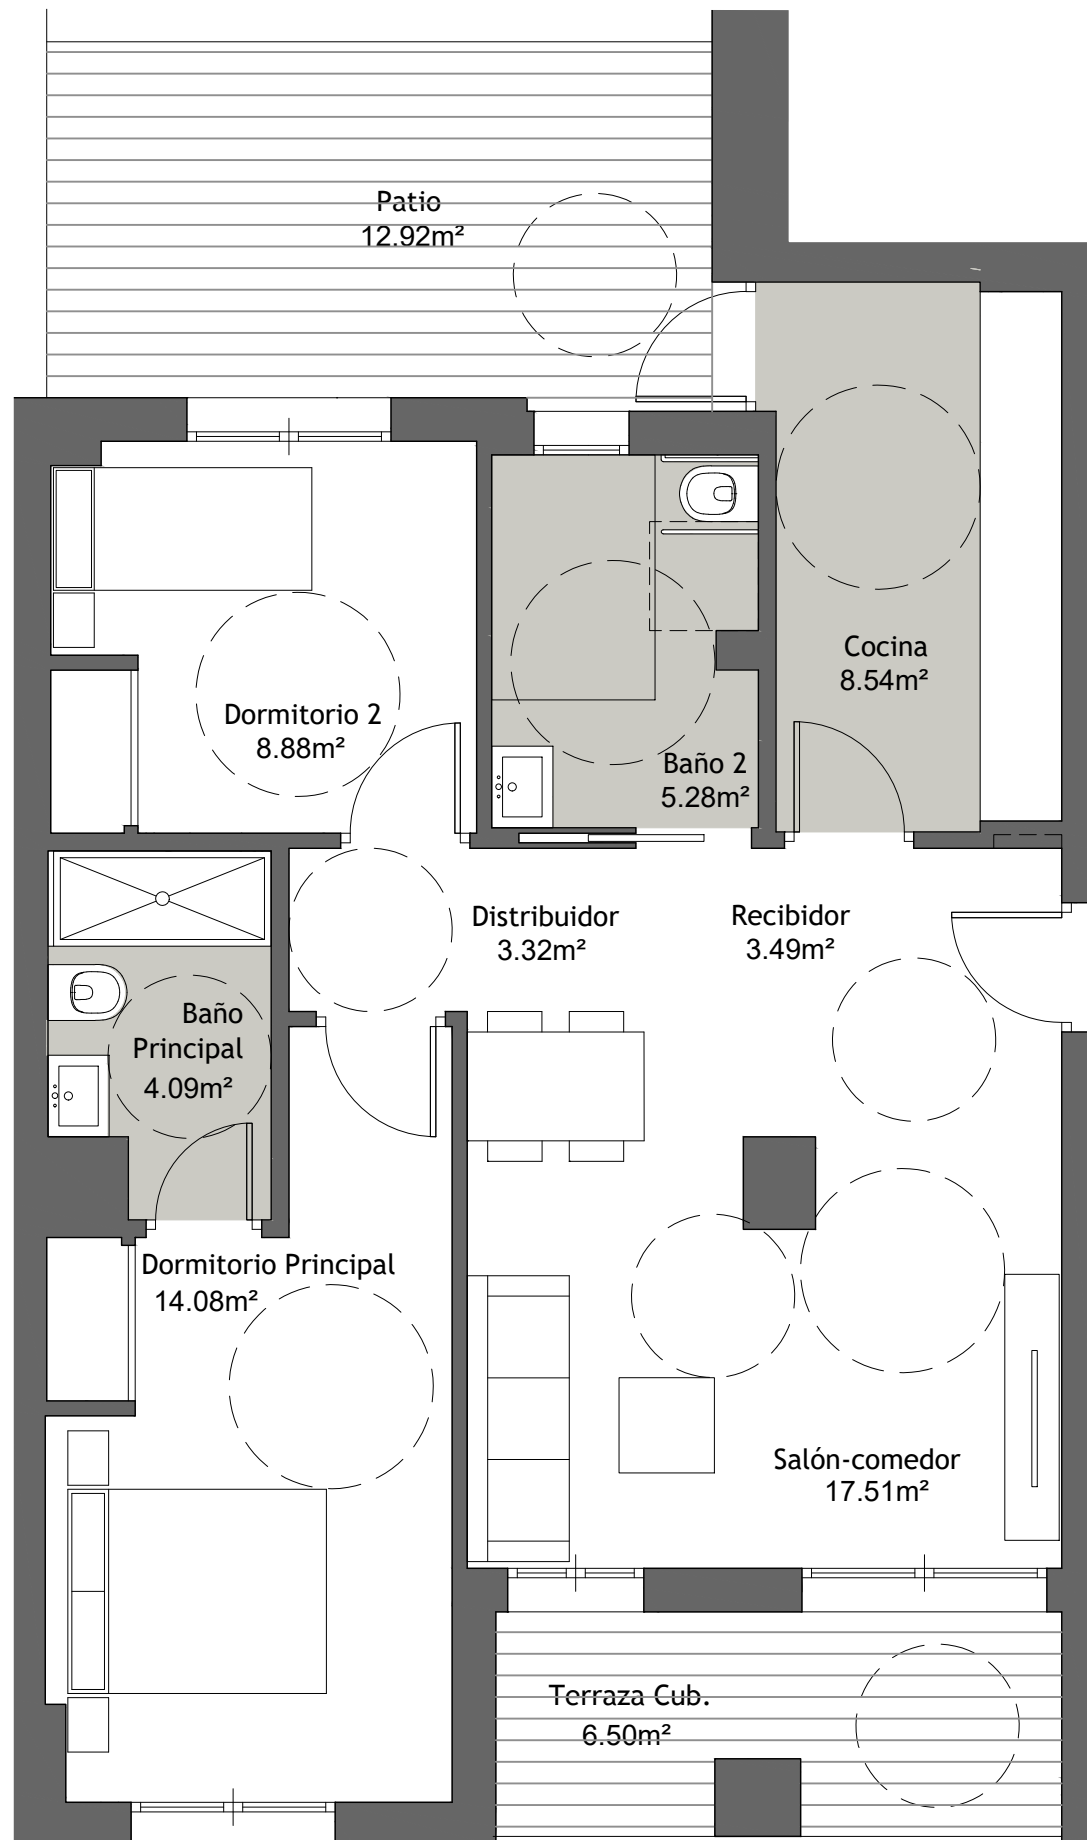 Patio
12.92m²
Cocina
8.54m²
Dormitorio 2
8.88m²
Baño 2
5.28m²
Distribuidor
3.32m²
Recibidor
3.49m²
Baño
Principal
4.09m²
Dormitorio Principal
14.08m²
Salón-comedor
17.51m²
Terraza Cub.
6.50m²